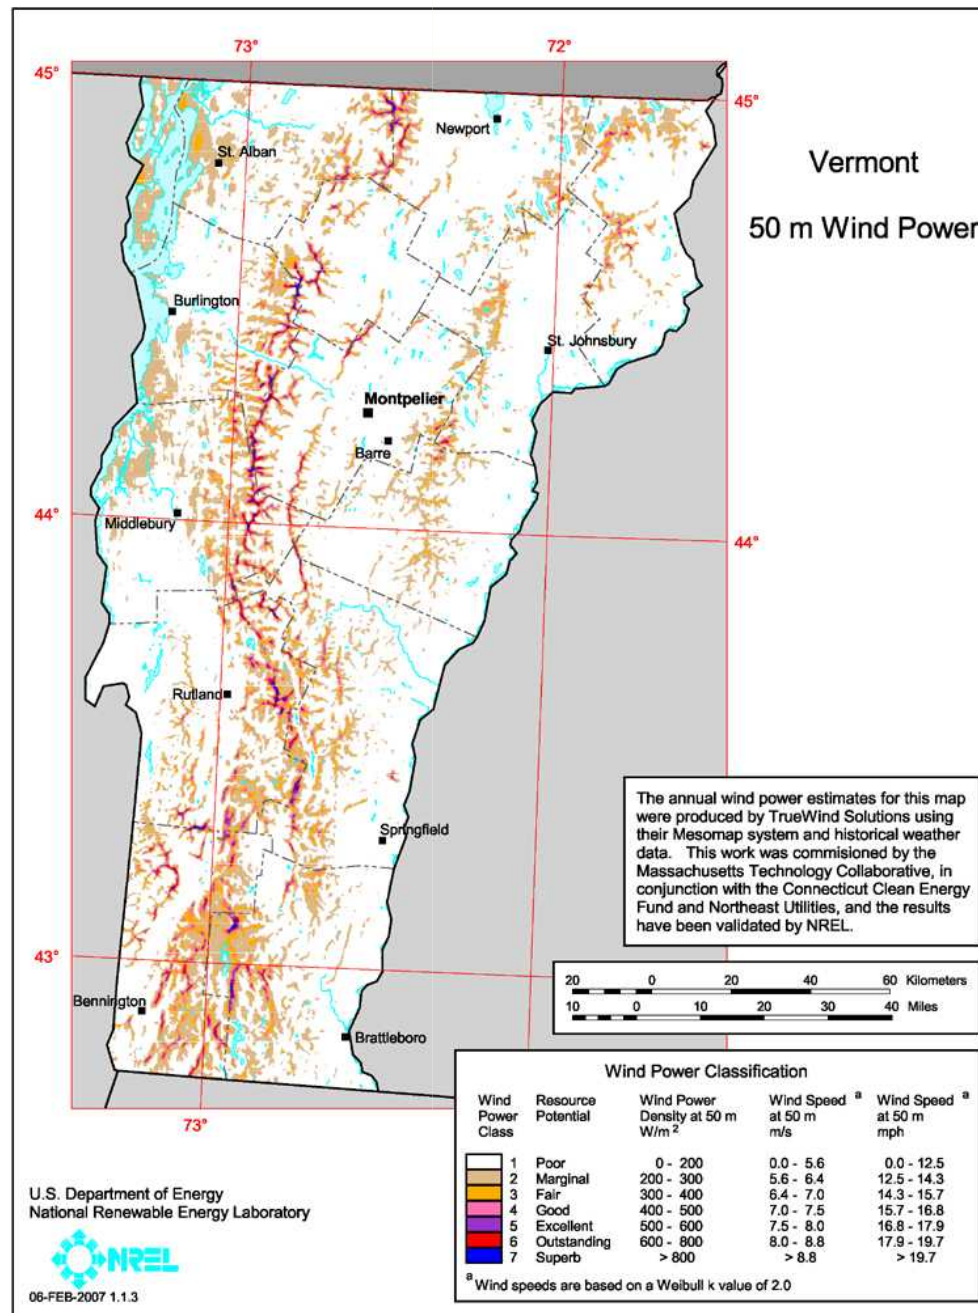 73°
72°
45°
45°
Newport
St. Alban
Vermont
50 m Wind Power
Burlington
St. Johnsbury
Montpelier
Barre
44°
Middlebury
44°
Rutland
The annual wind power estimates for this map
were produced by TrueWind Solutions using
their Mesomap system and historical weather
data. This work was commisioned by the
Massachusetts Technology Collaborative, in
conjunction with the Connecticut Clean Energy
Fund and Northeast Utilities, and the results
have been validated by NREL.
Springfield
43°
20 0 20 40 60 Kilometers
10 0 10 20 30 40 Miles
Bennington
Brattleboro
73°
Wind Power Classification
Wind Resource Wind Power Wind Speed a Wind Speed a
Power Potential Density at 50 m at 50 m at 50 m
Class W/m 2 m/s mph
1 Poor 0 - 200 0.0 - 5.6 0.0 - 12.5
2 Marginal 200 - 300 5.6 - 6.4 12.5 - 14.3
3 Fair 300 - 400 6.4 - 7.0 14.3 - 15.7
4 Good 400 - 500 7.0 - 7.5 15.7 - 16.8
5 Excellent 500 - 600 7.5 - 8.0 16.8 - 17.9
6 Outstanding 600 - 800 8.0 - 8.8 17.9 - 19.7
7 Superb > 800 > 8.8 > 19.7
a Wind speeds are based on a Weibull k value of 2.0
U.S. Department of Energy
National Renewable Energy Laboratory
NREL
06-FEB-2007 1.1.3